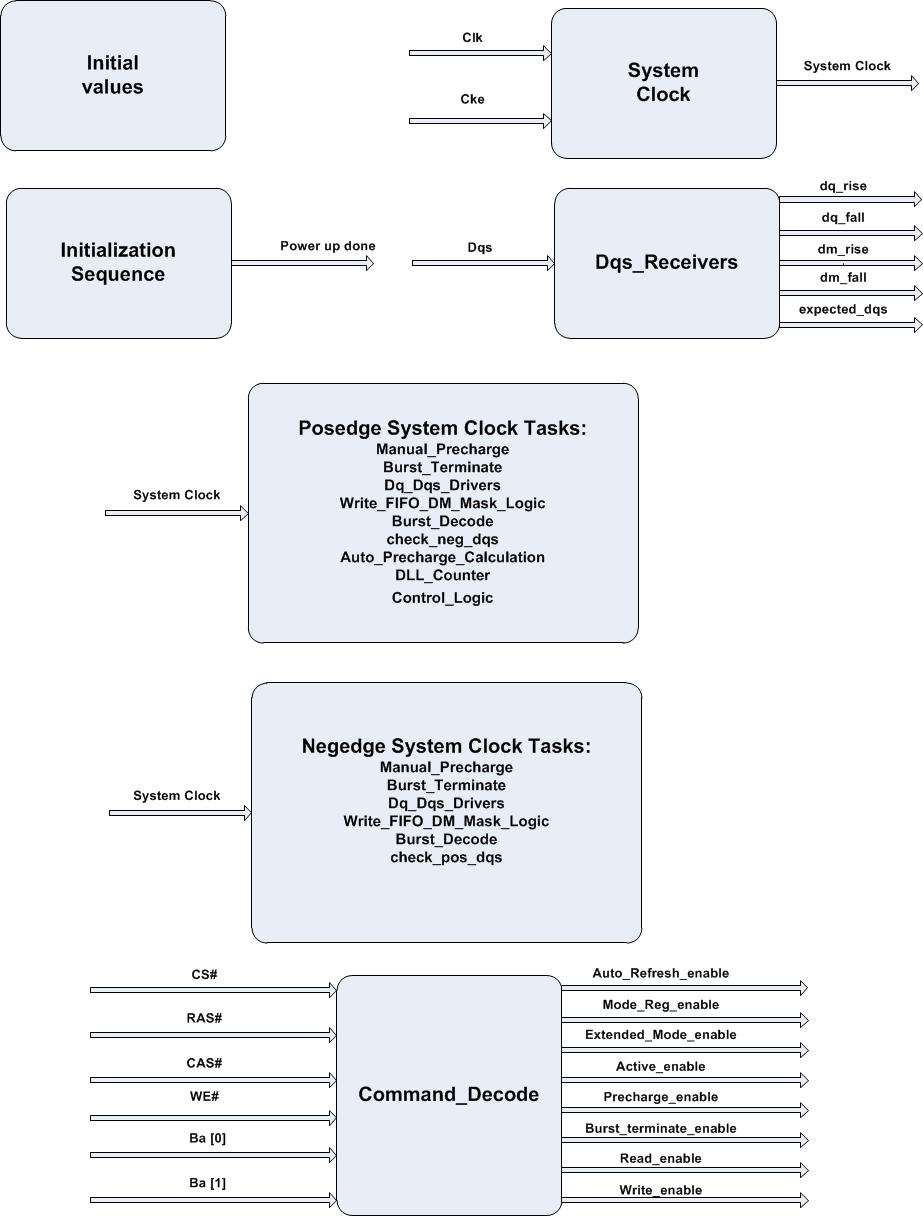 Initial
values
Clk
Cke
System
Clock
System Clock
Initialization
Sequence
Power up done
Dqs
Dqs_Receivers
dq_rise
dq_fall
dm_rise
dm_fall
expected_dqs
System Clock
Posedge System Clock Tasks:
Manual_Precharge
Burst_Terminate
Dq_Dqs_Drivers
Write_FIFO_DM_Mask_Logic
Burst_Decode
check_neg_dqs
Auto_Precharge_Calculation
DLL_Counter
Control_Logic
System Clock
Negedge System Clock Tasks:
Manual_Precharge
Burst_Terminate
Dq_Dqs_Drivers
Write_FIFO_DM_Mask_Logic
Burst_Decode
check_pos_dqs
CS#
RAS#
CAS#
WE#
Ba [0]
Ba [1]
Command_Decode
Auto_Refresh_enable
Mode_Reg_enable
Extended_Mode_enable
Active_enable
Precharge_enable
Burst_terminate_enable
Read_enable
Write_enable